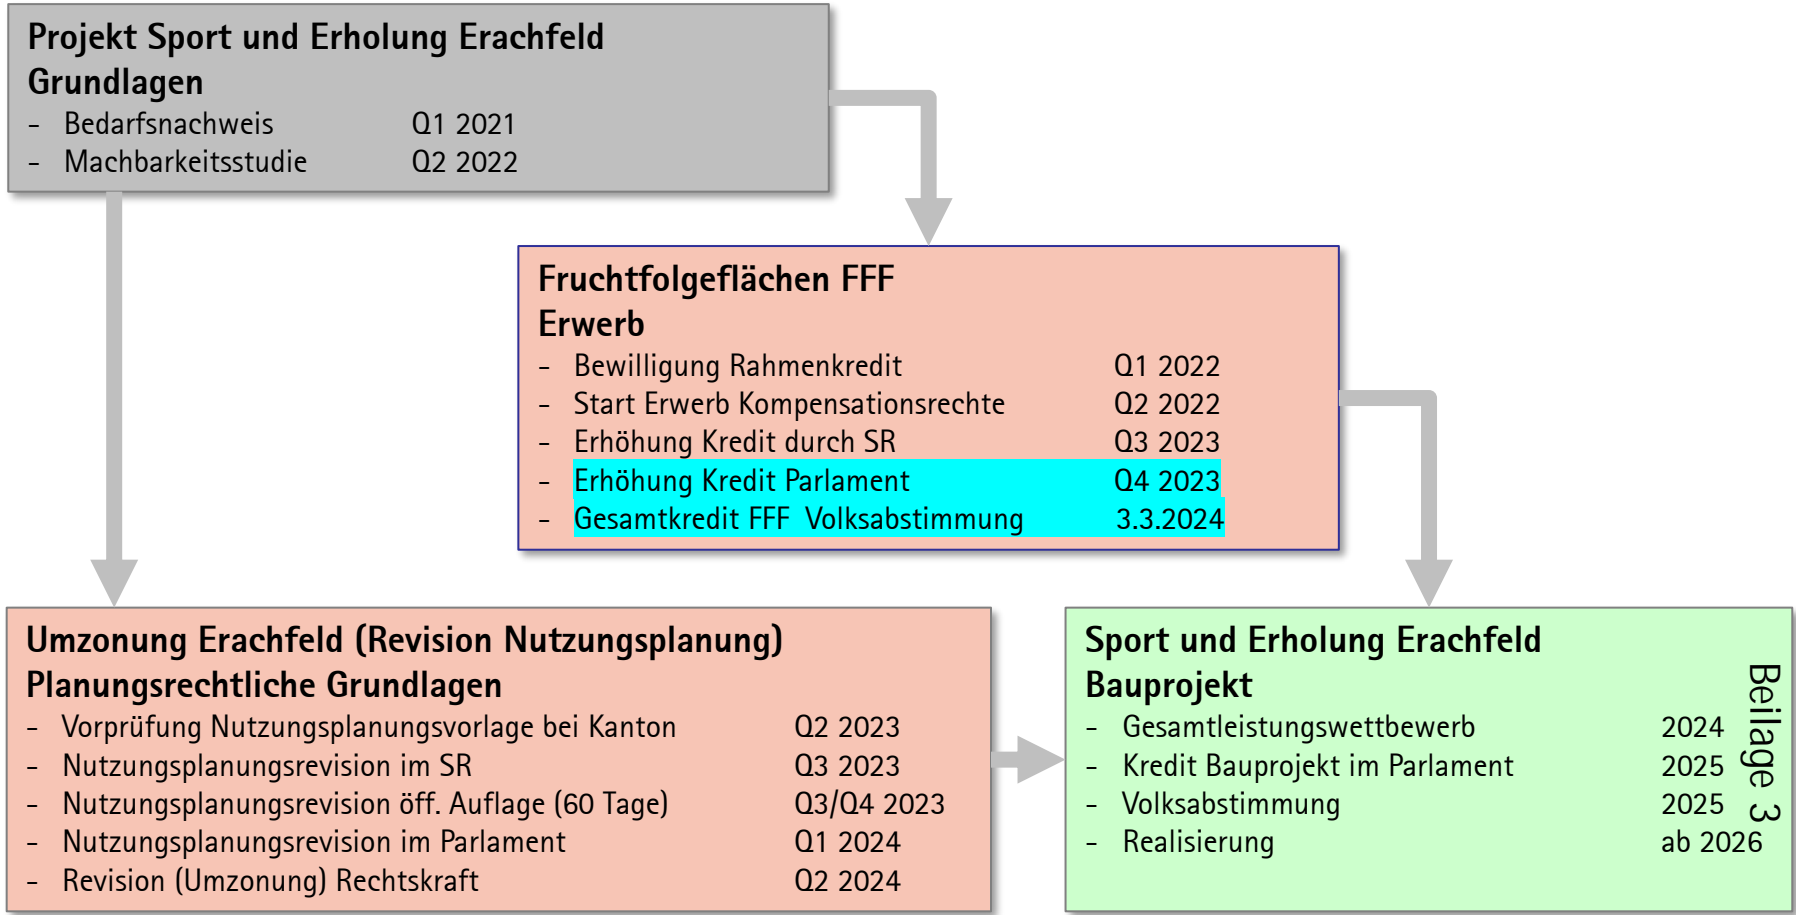 Projekt Sport und Erholung Erachfeld
Grundlagen
- Bedarfsnachweis Q1 2021
- Machbarkeitsstudie Q2 2022
Fruchtfolgeflächen FFF
Erwerb
- Bewilligung Rahmenkredit Q1 2022
- Start Erwerb Kompensationsrechte Q2 2022
- Erhöhung Kredit durch SR Q3 2023
- Erhöhung Kredit Parlament Q4 2023
- Gesamtkredit FFF Volksabstimmung 3.3.2024
Umzonung Erachfeld (Revision Nutzungsplanung)
Planungsrechtliche Grundlagen
- Vorprüfung Nutzungsplanungsvorlage bei Kanton Q2 2023
- Nutzungsplanungsrevision im SR Q3 2023
- Nutzungsplanungsrevision öff. Auflage (60 Tage) Q3/Q4 2023
- Nutzungsplanungsrevision im Parlament Q1 2024
- Revision (Umzonung) Rechtskraft Q2 2024
Sport und Erholung Erachfeld
Bauprojekt
- Gesamtleistungswettbewerb 2024
- Kredit Bauprojekt im Parlament 2025
- Volksabstimmung 2025
- Realisierung ab 2026
Beilage 3